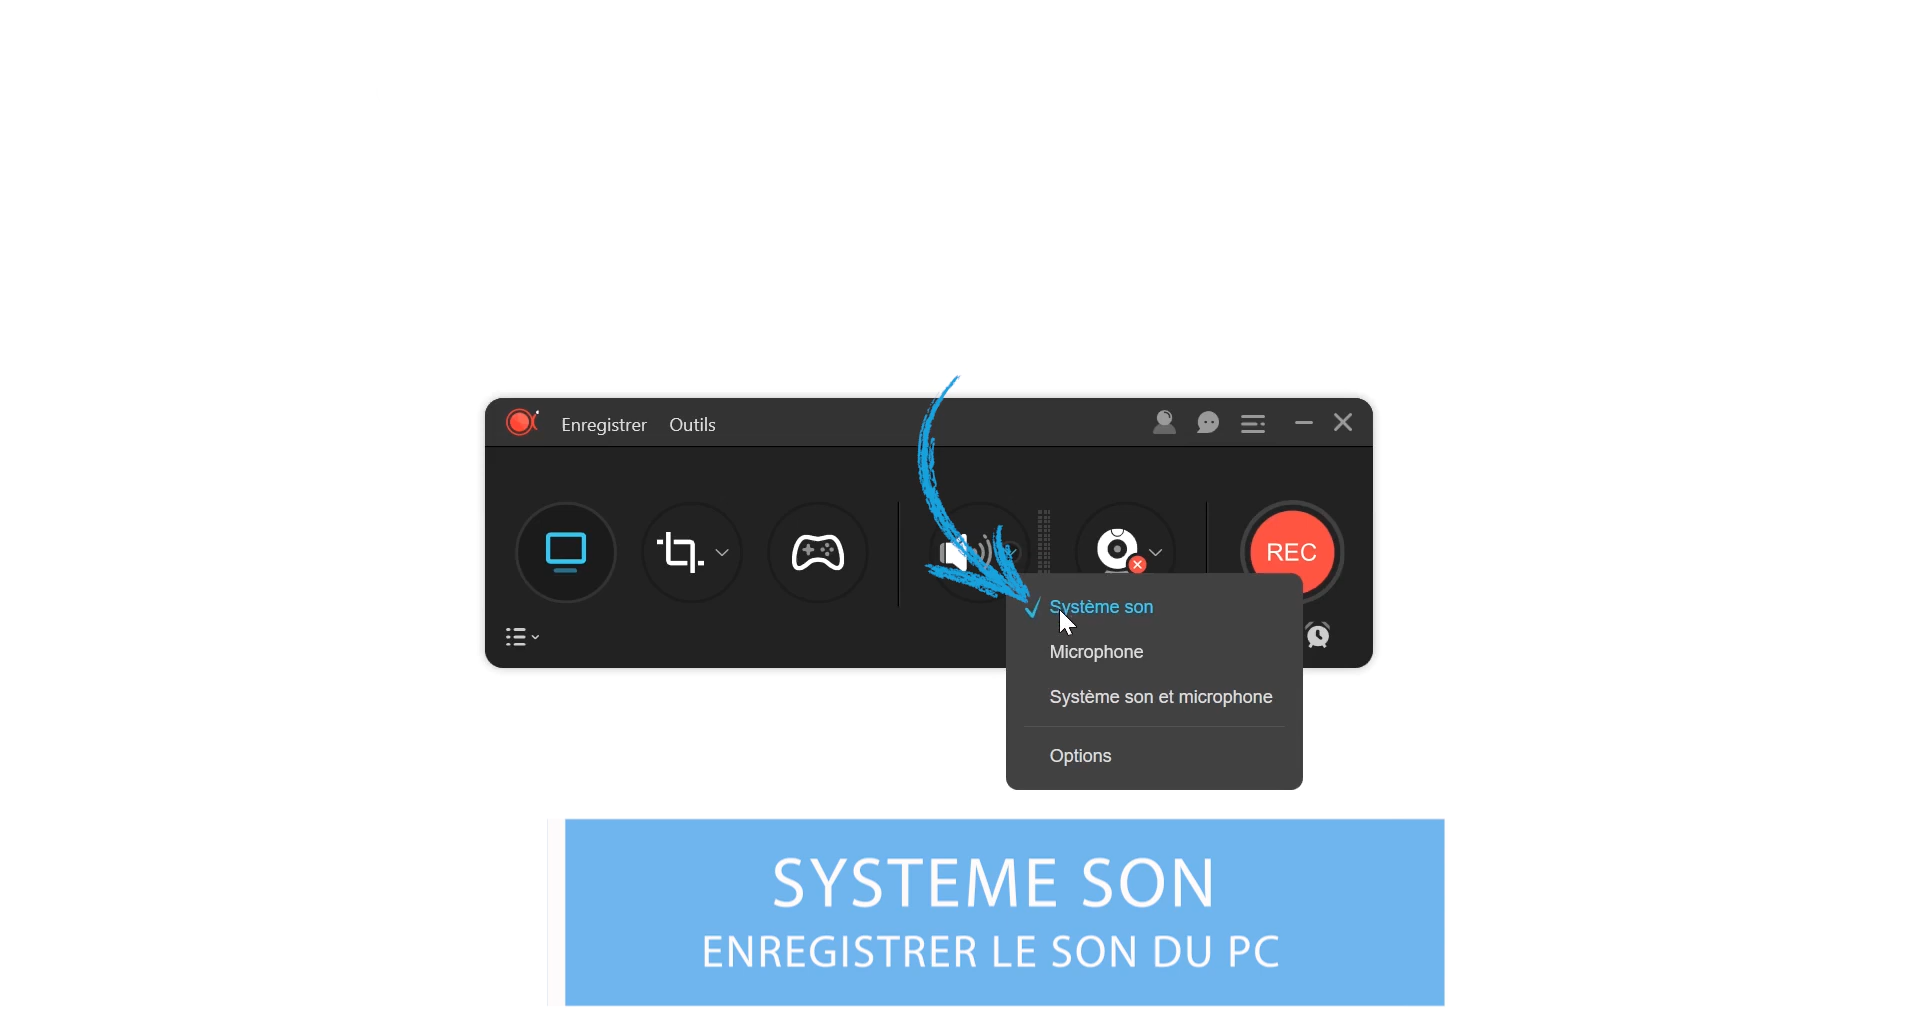 Enregistrer Outils
REC
Système son
Microphone
Système son et microphone
Options
SYSTEME SON
ENREGISTRER LE SON DU PC